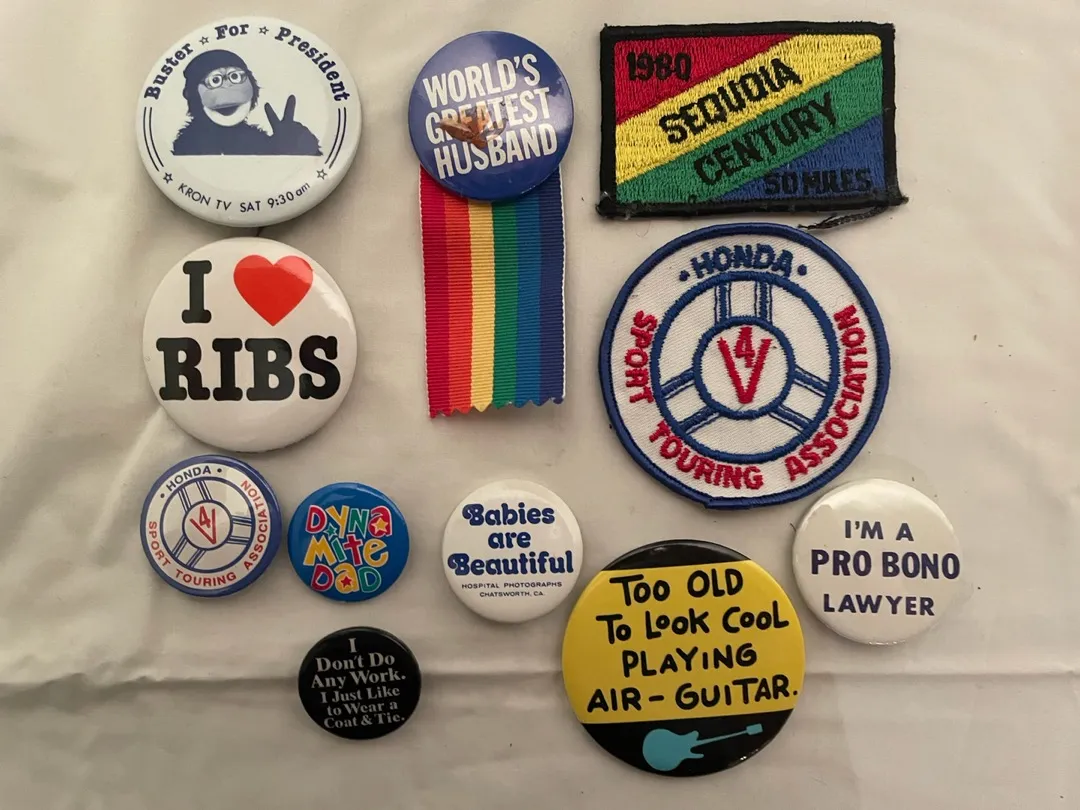 Buster ☆ For ☆ President
KRON TV SAT 9:30 am
WORLD'S
GREATEST
HUSBAND
1980
SEQUOIA
CENTURY
50 MILES
I ❤
RIBS
• HONDA •
SPORT TOURING ASSOCIATION
V4
• HONDA •
SPORT TOURING ASSOCIATION
V4
DYNa
MiTe
DaD
Babies
are
Beautiful
HOSPITAL PHOTOGRAPHS
CHATSWORTH, CA.
I'M A
PRO BONO
LAWYER
Too OLD
To Look CooL
PLAYING
AIR-GUITAR.
I
Don't Do
Any Work.
I Just Like
to Wear a
Coat & Tie.